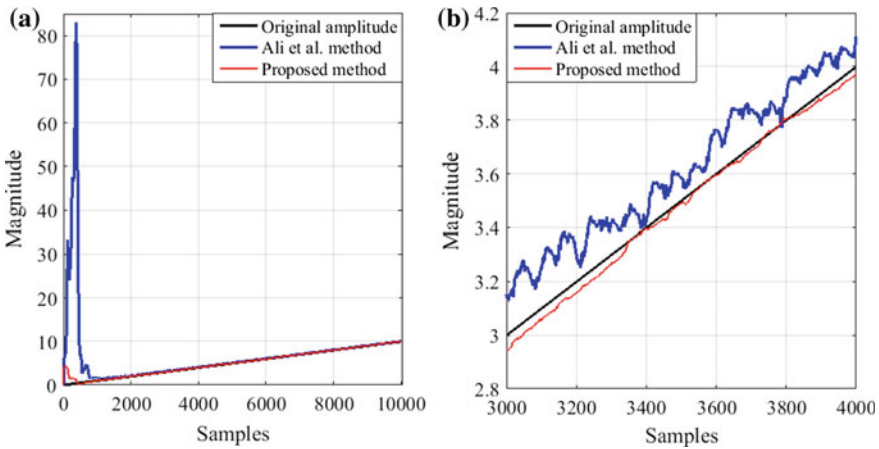 (a)
Original amplitude
Ali et al. method
Proposed method
80
70
60
50
40
30
20
10
0
Magnitude
0
2000
4000
6000
8000
10000
Samples
(b)
Original amplitude
Ali et al. method
Proposed method
4.2
4
3.8
3.6
3.4
3.2
3
2.8
Magnitude
3000
3200
3400
3600
3800
4000
Samples